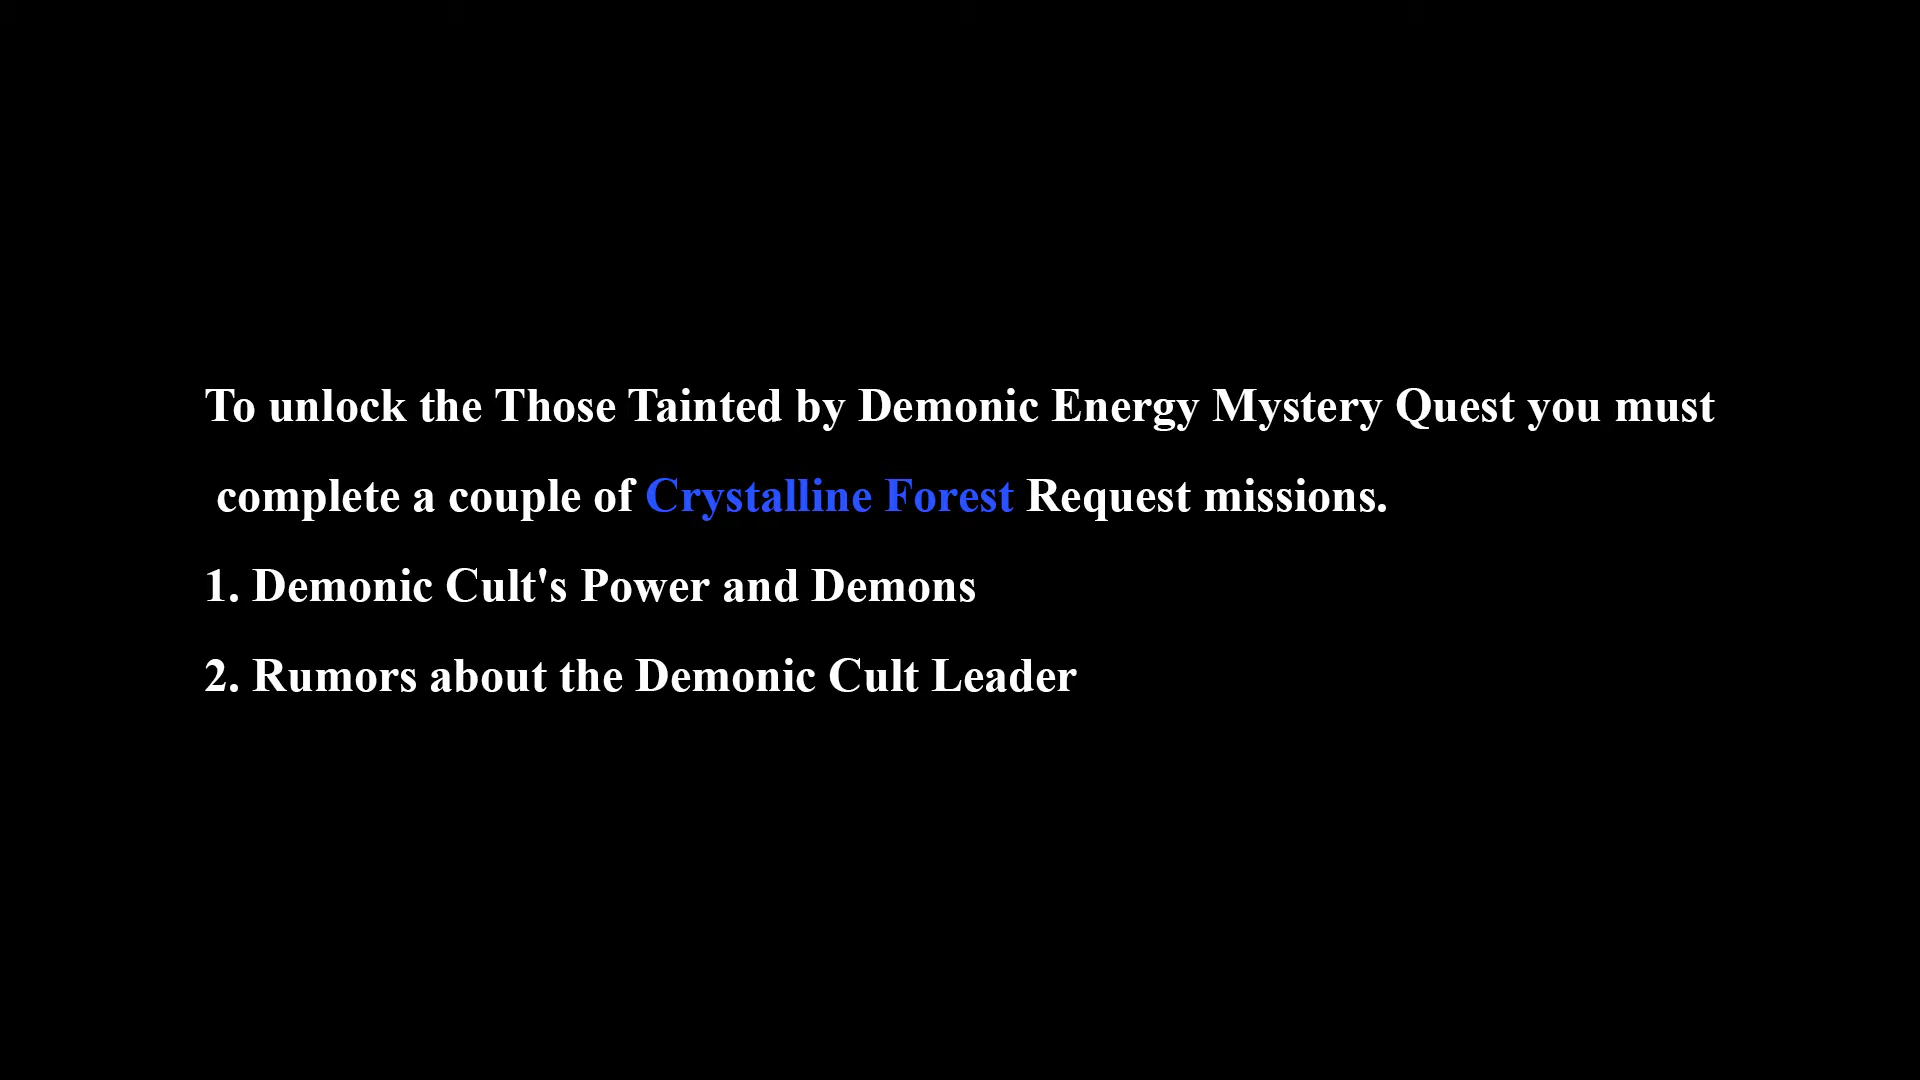 To unlock the Those Tainted by Demonic Energy Mystery Quest you must
complete a couple of Crystalline Forest Request missions.
1. Demonic Cult's Power and Demons
2. Rumors about the Demonic Cult Leader